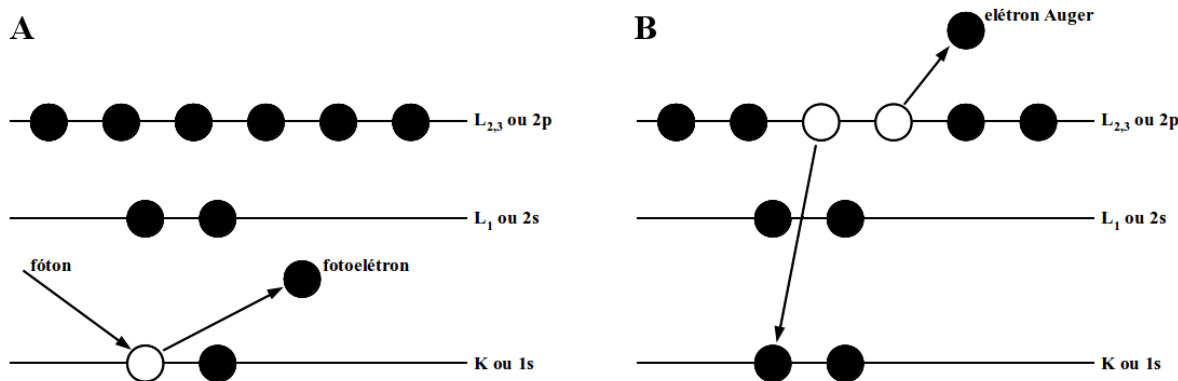 A
L2,3 ou 2p
L1 ou 2s
fóton
fotoelétron
K ou 1s
B
elétron Auger
L2,3 ou 2p
L1 ou 2s
K ou 1s